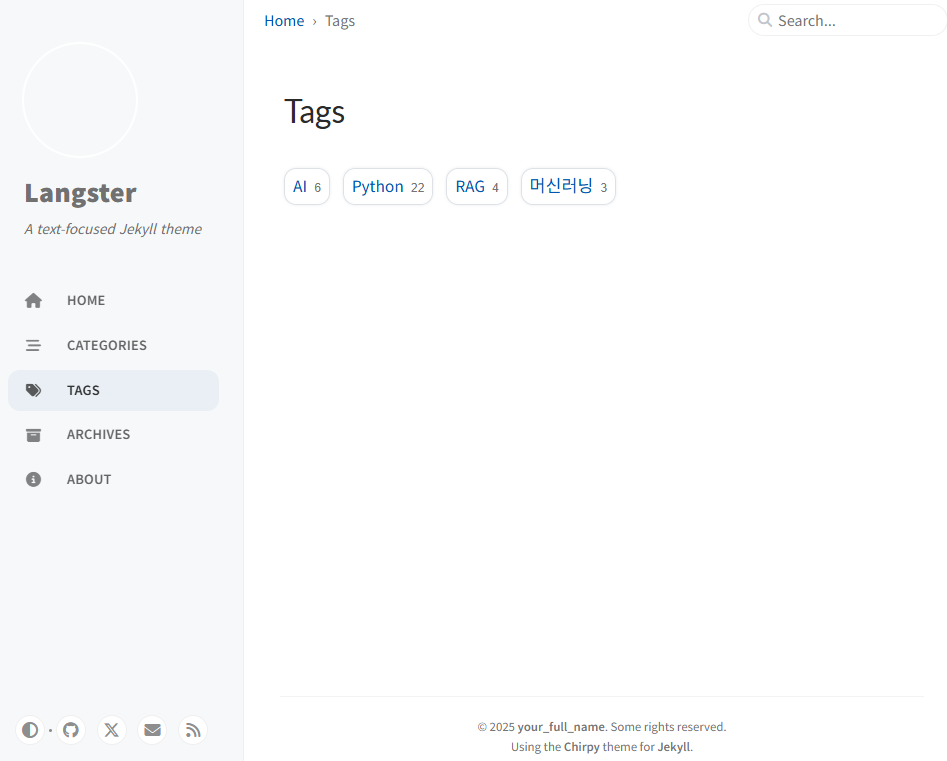 Home › Tags
Search...
Langster
A text-focused Jekyll theme
HOME
CATEGORIES
TAGS
ARCHIVES
ABOUT
Tags
AI 6
Python 22
RAG 4
머신러닝 3
© 2025 your_full_name. Some rights reserved.
Using the Chirpy theme for Jekyll.